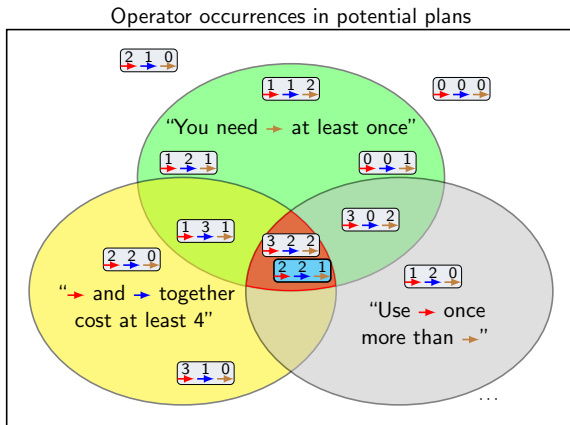 Operator occurrences in potential plans
2 1 0
1 1 2
0 0 0
“You need → at least once”
1 2 1
0 0 1
1 3 1
3 0 2
3 2 2
2 2 0
2 2 1
1 2 0
“→ and → together
cost at least 4”
“Use → once
more than →”
3 1 0
...